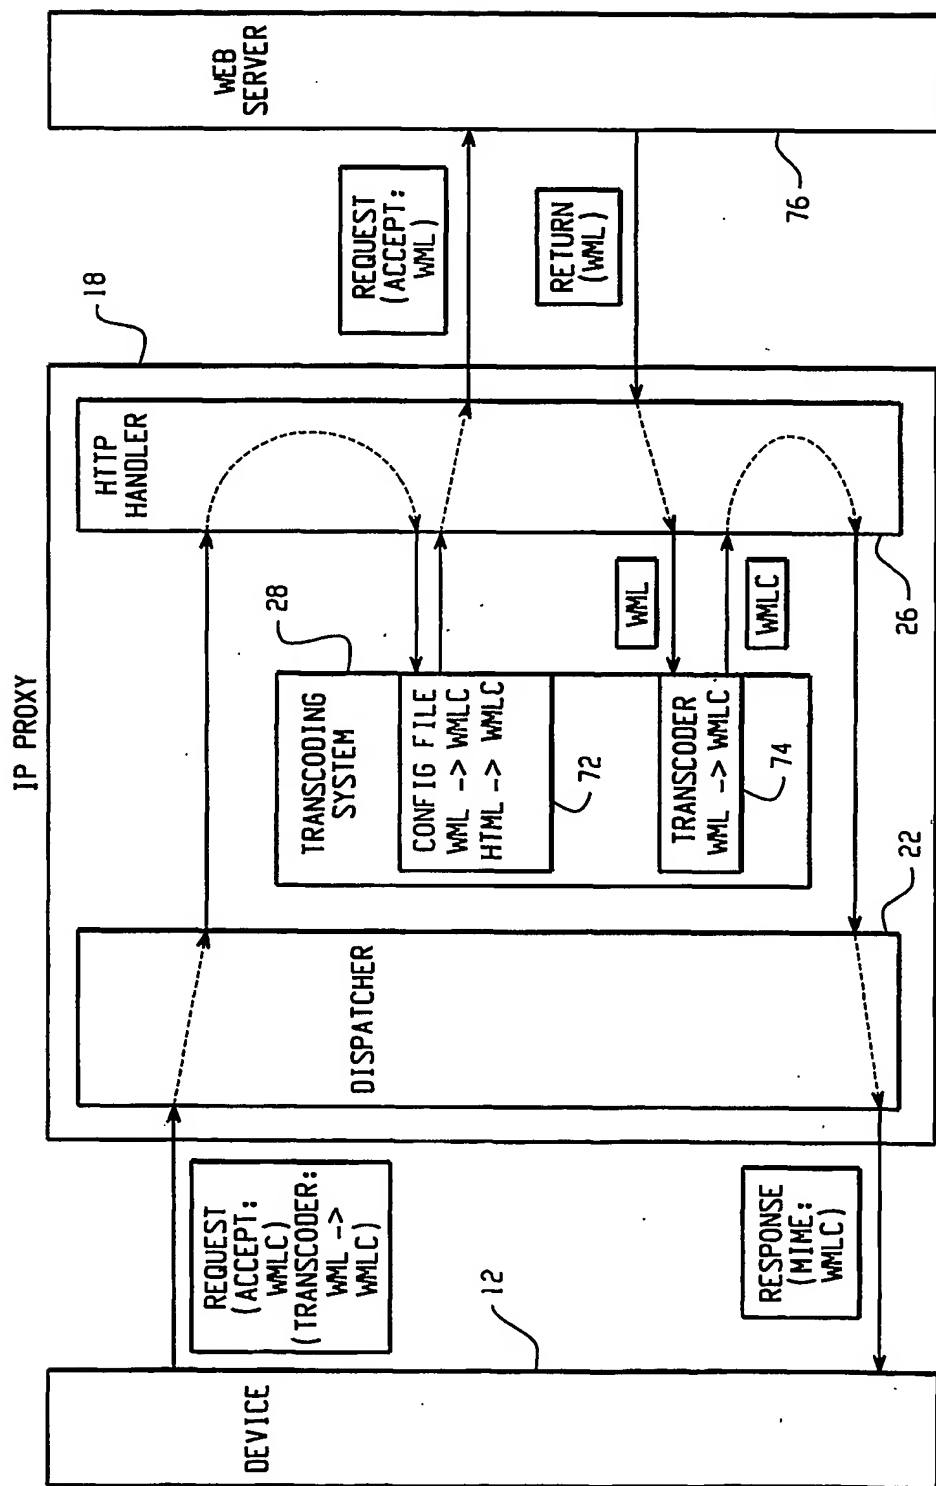 IP PROXY
DEVICE
12
REQUEST
(ACCEPT:
WMLC)
(TRANSCODER:
WML ->
WMLC)
RESPONSE
(MIME:
WMLC)
DISPATCHER
22
TRANSCODING
SYSTEM
28
CONFIG FILE
WML -> WMLC
HTML -> WMLC
72
TRANSCODER
WML -> WMLC
74
WML
WMLC
HTTP
HANDLER
26
18
REQUEST
(ACCEPT:
WML)
RETURN
(WML)
WEB
SERVER
76